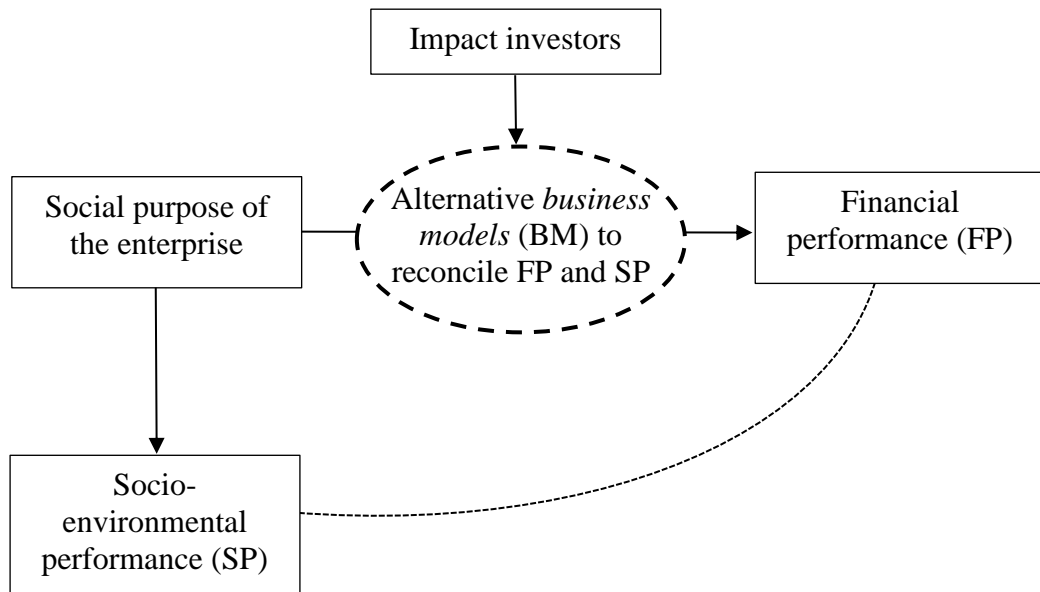 Impact investors
Social purpose of
the enterprise
Alternative business
models (BM) to
reconcile FP and SP
Financial
performance (FP)
Socio-
environmental
performance (SP)